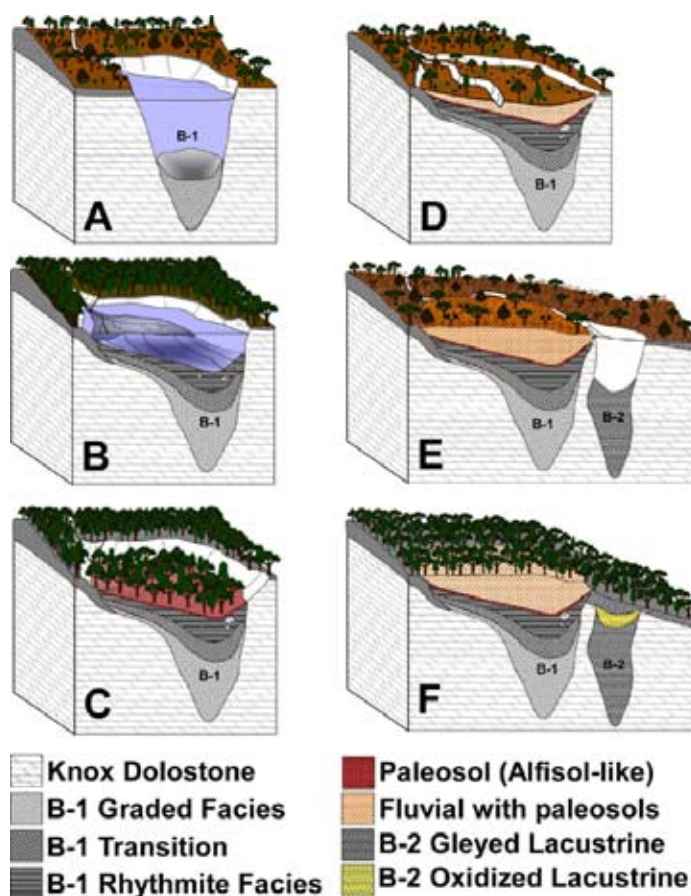 B-1
A
B-1
B
B-1
C
B-1
D
B-1
B-2
E
B-1
B-2
F
Knox Dolostone
B-1 Graded Facies
B-1 Transition
B-1 Rhythmite Facies
Paleosol (Alfisol-like)
Fluvial with paleosols
B-2 Gleyed Lacustrine
B-2 Oxidized Lacustrine